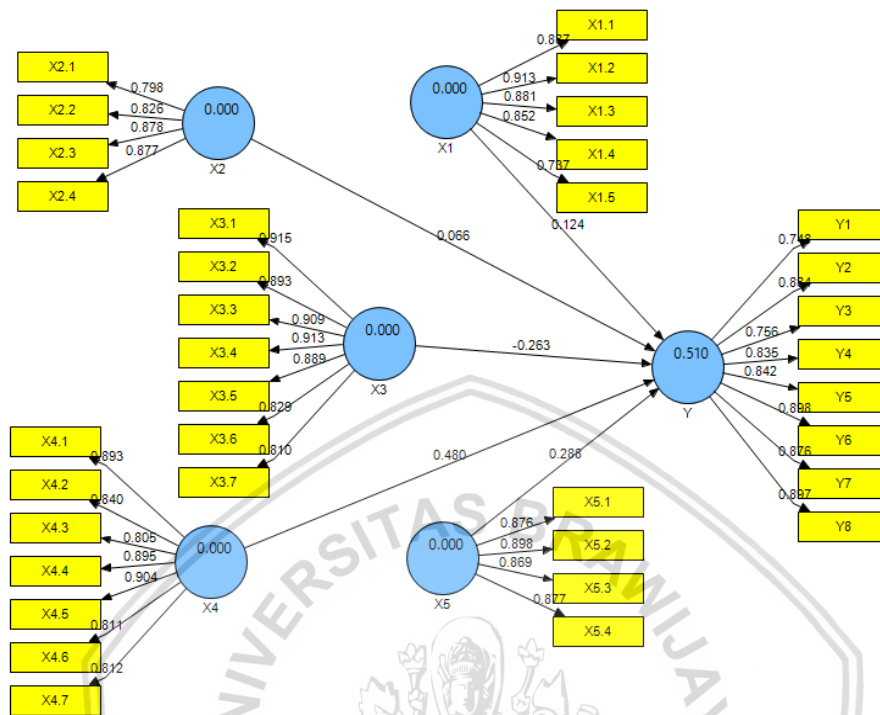 X2.1
X2.2
X2.3
X2.4
0.798
0.826
0.878
0.877
0.000
X2
0.000
X1
0.913
0.881
0.852
0.737
X1.1
X1.2
X1.3
X1.4
X1.5
0.066
0.124
X3.1
X3.2
X3.3
X3.4
X3.5
X3.6
X3.7
0.915
0.893
0.909
0.913
0.889
0.829
0.810
0.000
X3
-0.263
0.510
Y
0.748
0.756
0.835
0.842
0.898
0.876
0.897
Y1
Y2
Y3
Y4
Y5
Y6
Y7
Y8
X4.1
X4.2
X4.3
X4.4
X4.5
X4.6
X4.7
0.893
0.840
0.805
0.895
0.904
0.811
0.812
0.000
X4
0.480
0.288
0.000
X5
0.876
0.898
0.869
0.877
X5.1
X5.2
X5.3
X5.4
NIVERSITAS BRAWIJA